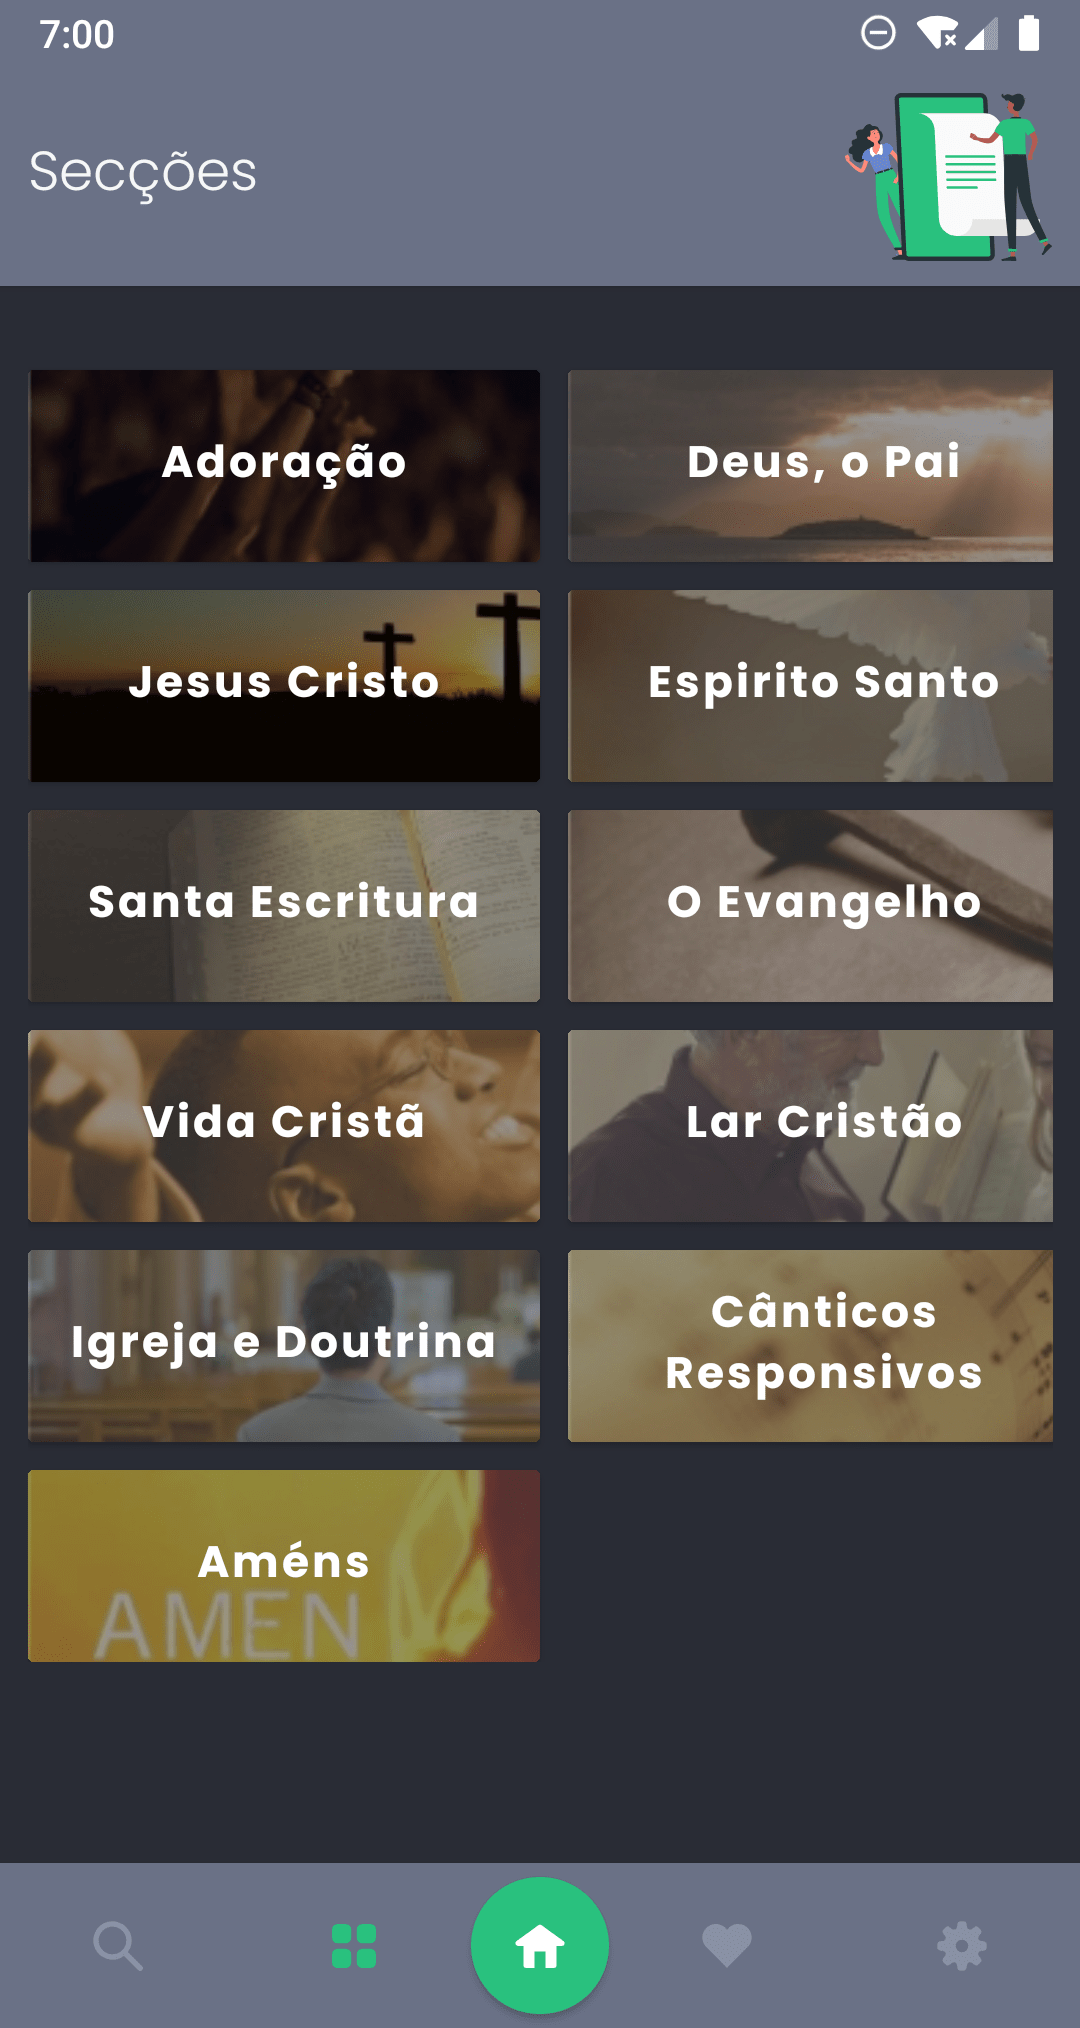 7:00
Secções
Adoração
Deus, o Pai
Jesus Cristo
Espirito Santo
Santa Escritura
O Evangelho
Vida Cristã
Lar Cristão
Igreja e Doutrina
Cânticos
Responsivos
Améns
AMEN